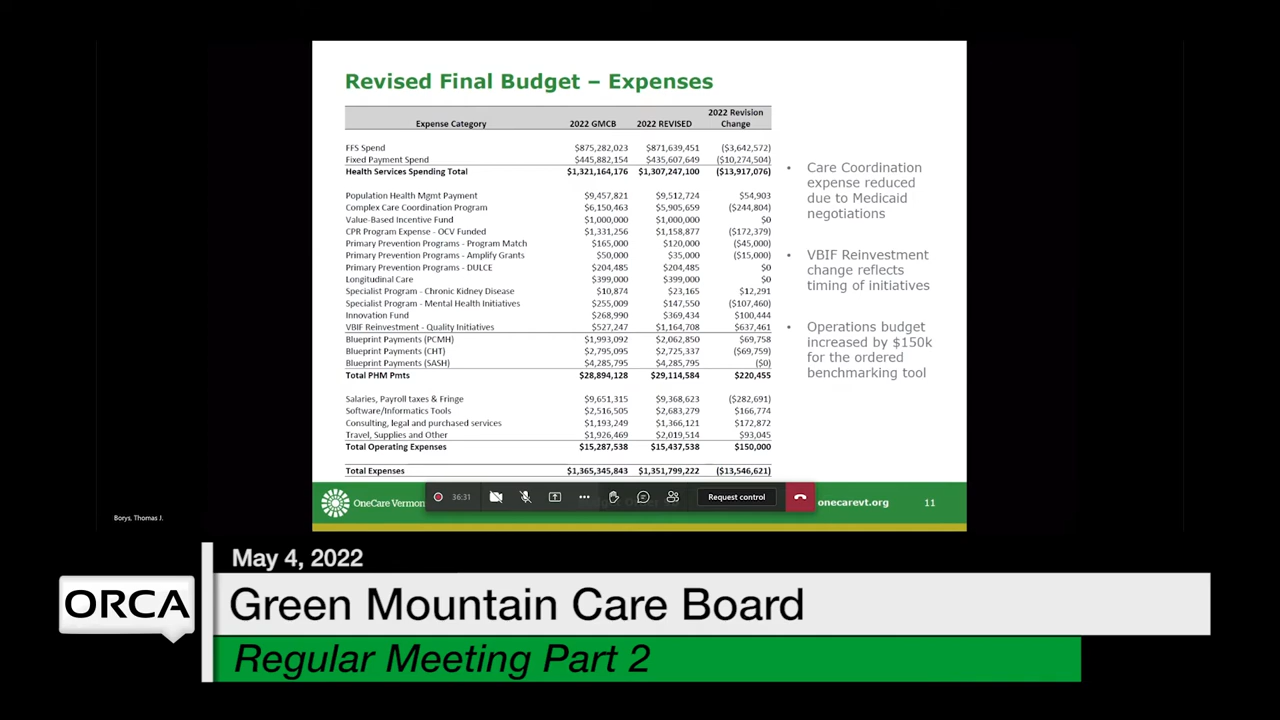 Revised Final Budget – Expenses
Expense Category 2022 GMCB 2022 REVISED 2022 Revision Change
FFS Spend $875,282,023 $871,639,451 ($3,642,572)
Fixed Payment Spend $445,882,154 $435,607,649 ($10,274,504)
Health Services Spending Total $1,321,164,176 $1,307,247,100 ($13,917,076)
Population Health Mgmt Payment $9,457,821 $9,512,724 $54,903
Complex Care Coordination Program $6,150,463 $5,905,659 ($244,804)
Value-Based Incentive Fund $1,000,000 $1,000,000 $0
CPR Program Expense - OCV Funded $1,331,256 $1,158,877 ($172,379)
Primary Prevention Programs - Program Match $165,000 $120,000 ($45,000)
Primary Prevention Programs - Amplify Grants $50,000 $35,000 ($15,000)
Primary Prevention Programs - DULCE $204,485 $204,485 $0
Longitudinal Care $399,000 $399,000 $0
Specialist Program - Chronic Kidney Disease $10,874 $23,165 $12,291
Specialist Program - Mental Health Initiatives $255,009 $147,550 ($107,460)
Innovation Fund $268,990 $369,434 $100,444
VBIF Reinvestment - Quality Initiatives $527,247 $1,164,708 $637,461
Blueprint Payments (PCMH) $1,993,092 $2,062,850 $69,758
Blueprint Payments (CHT) $2,795,095 $2,725,337 ($69,759)
Blueprint Payments (SASH) $4,285,795 $4,285,795 ($0)
Total PHM Pmts $28,894,128 $29,114,584 $220,455
Salaries, Payroll taxes & Fringe $9,651,315 $9,368,623 ($282,691)
Software/Informatics Tools $2,516,505 $2,683,279 $166,774
Consulting, legal and purchased services $1,193,249 $1,366,121 $172,872
Travel, Supplies and Other $1,926,469 $2,019,514 $93,045
Total Operating Expenses $15,287,538 $15,437,538 $150,000
Total Expenses $1,365,345,843 $1,351,799,222 ($13,546,621)
• Care Coordination
expense reduced
due to Medicaid
negotiations
• VBIF Reinvestment
change reflects
timing of initiatives
• Operations budget
increased by $150k
for the ordered
benchmarking tool
OneCare Vermon
36:31
Request control
onecarevt.org 11
Borys, Thomas J.
May 4, 2022
ORCA
Green Mountain Care Board
Regular Meeting Part 2